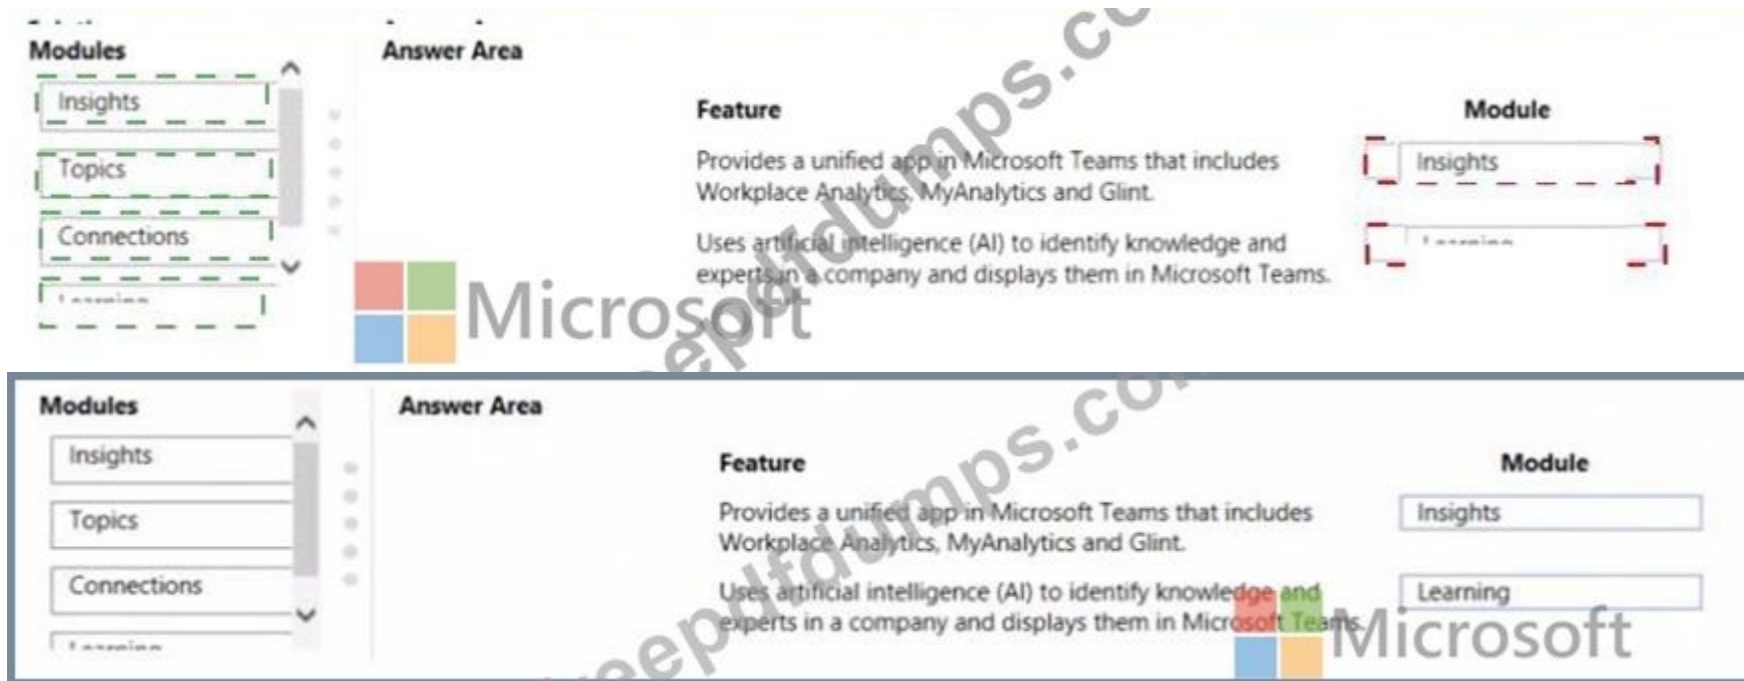 Modules
Answer Area
Insights
Topics
Connections
Learning
Feature
Module
Provides a unified app in Microsoft Teams that includes
Workplace Analytics, MyAnalytics and Glint.
Insights
Uses artificial intelligence (AI) to identify knowledge and
experts in a company and displays them in Microsoft Teams.
Learning
Microsoft
Modules
Answer Area
Insights
Topics
Connections
Learning
Feature
Module
Provides a unified app in Microsoft Teams that includes
Workplace Analytics, MyAnalytics and Glint.
Insights
Uses artificial intelligence (AI) to identify knowledge and
experts in a company and displays them in Microsoft Teams.
Learning
Microsoft